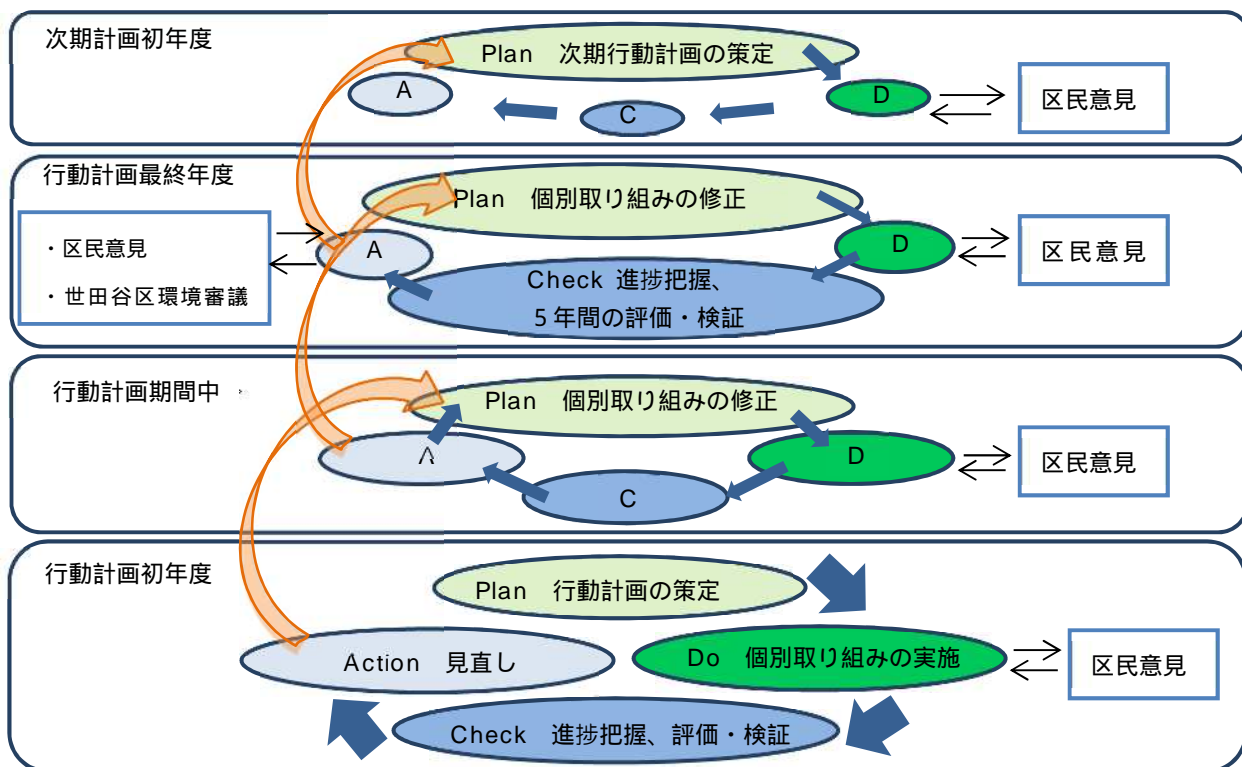 次期計画初年度
Plan 次期行動計画の策定
A
D
C
区民意見
行動計画最終年度
Plan 個別取り組みの修正
・区民意見
・世田谷区環境審議
A
D
区民意見
Check 進捗把握、
5年間の評価・検証
行動計画期間中
Plan 個別取り組みの修正
A
D
C
区民意見
行動計画初年度
Plan 行動計画の策定
Action 見直し
Do 個別取り組みの実施
区民意見
Check 進捗把握、評価・検証